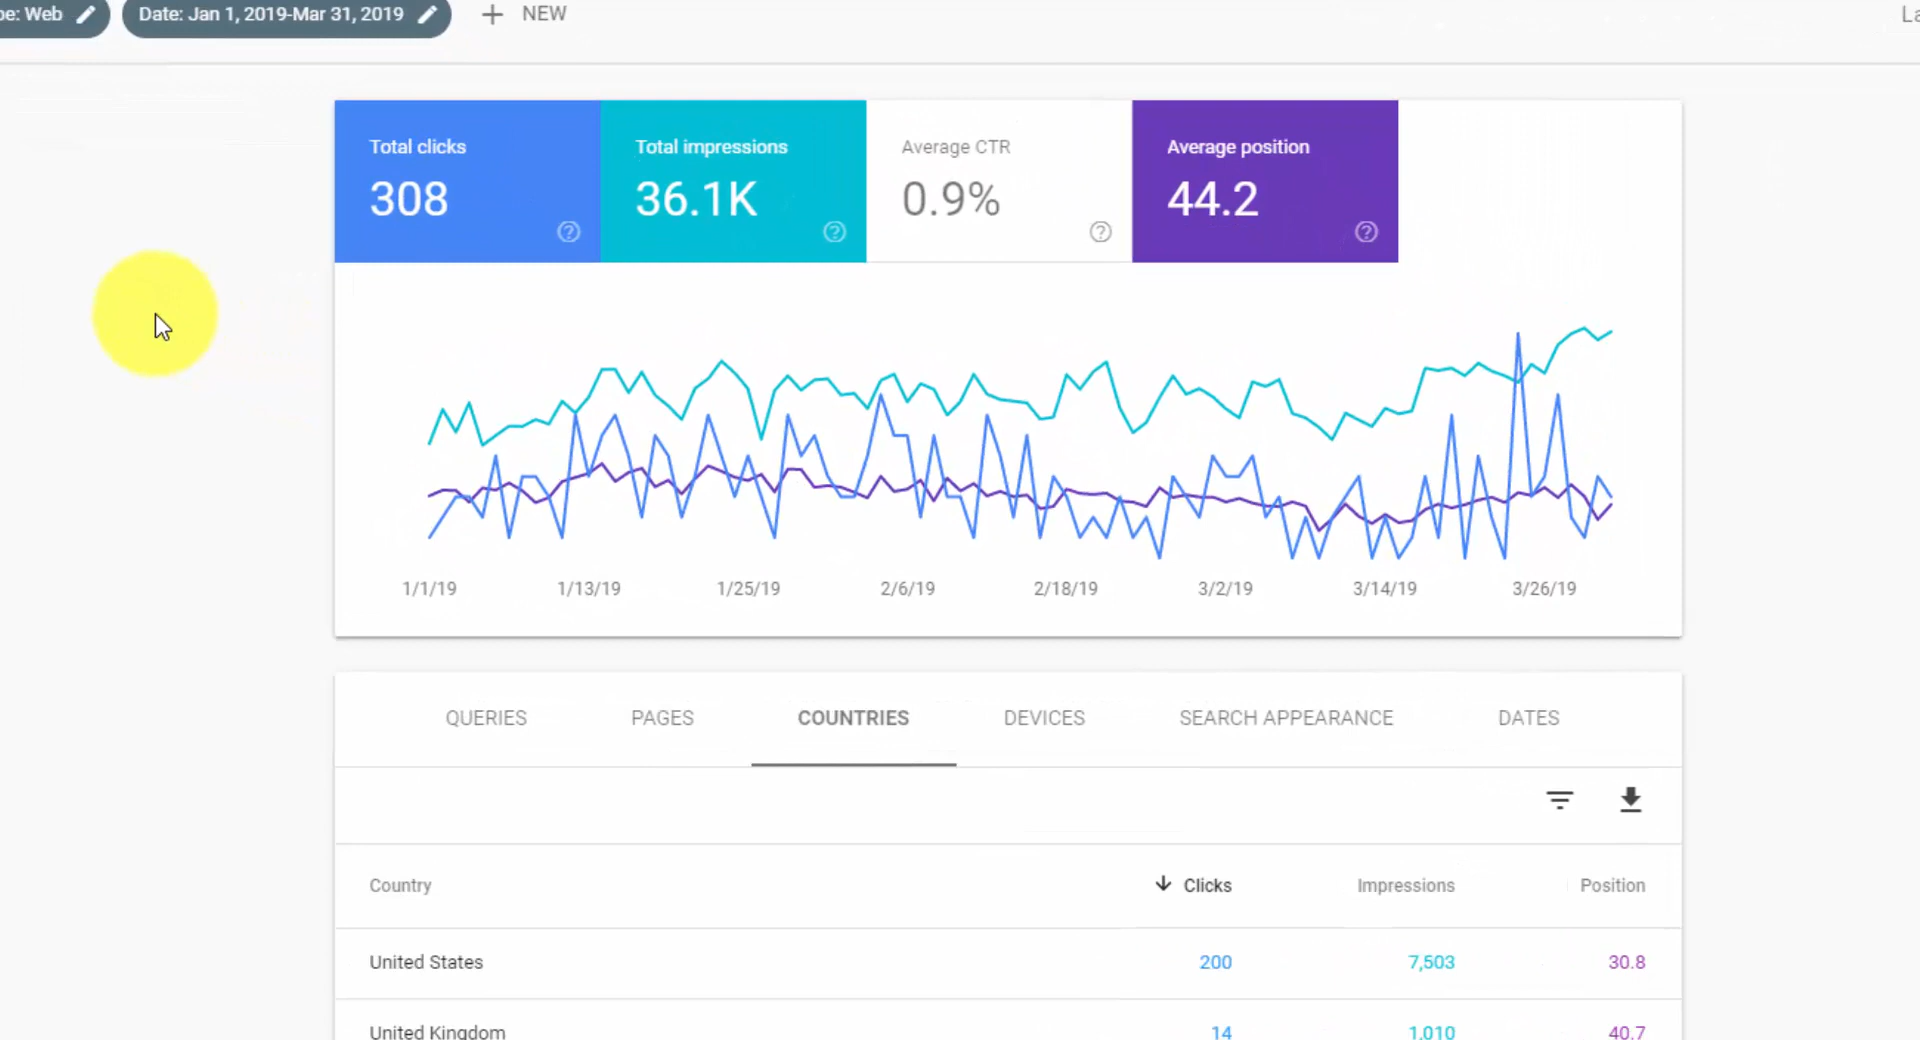 pe: Web
Date: Jan 1, 2019-Mar 31, 2019
NEW
La
Total clicks
308
Total impressions
36.1K
Average CTR
0.9%
Average position
44.2
1/1/19
1/13/19
1/25/19
2/6/19
2/18/19
3/2/19
3/14/19
3/26/19
QUERIES
PAGES
COUNTRIES
DEVICES
SEARCH APPEARANCE
DATES
Country
Clicks
Impressions
Position
United States
200
7,503
30.8
United Kingdom
14
1,010
40.7